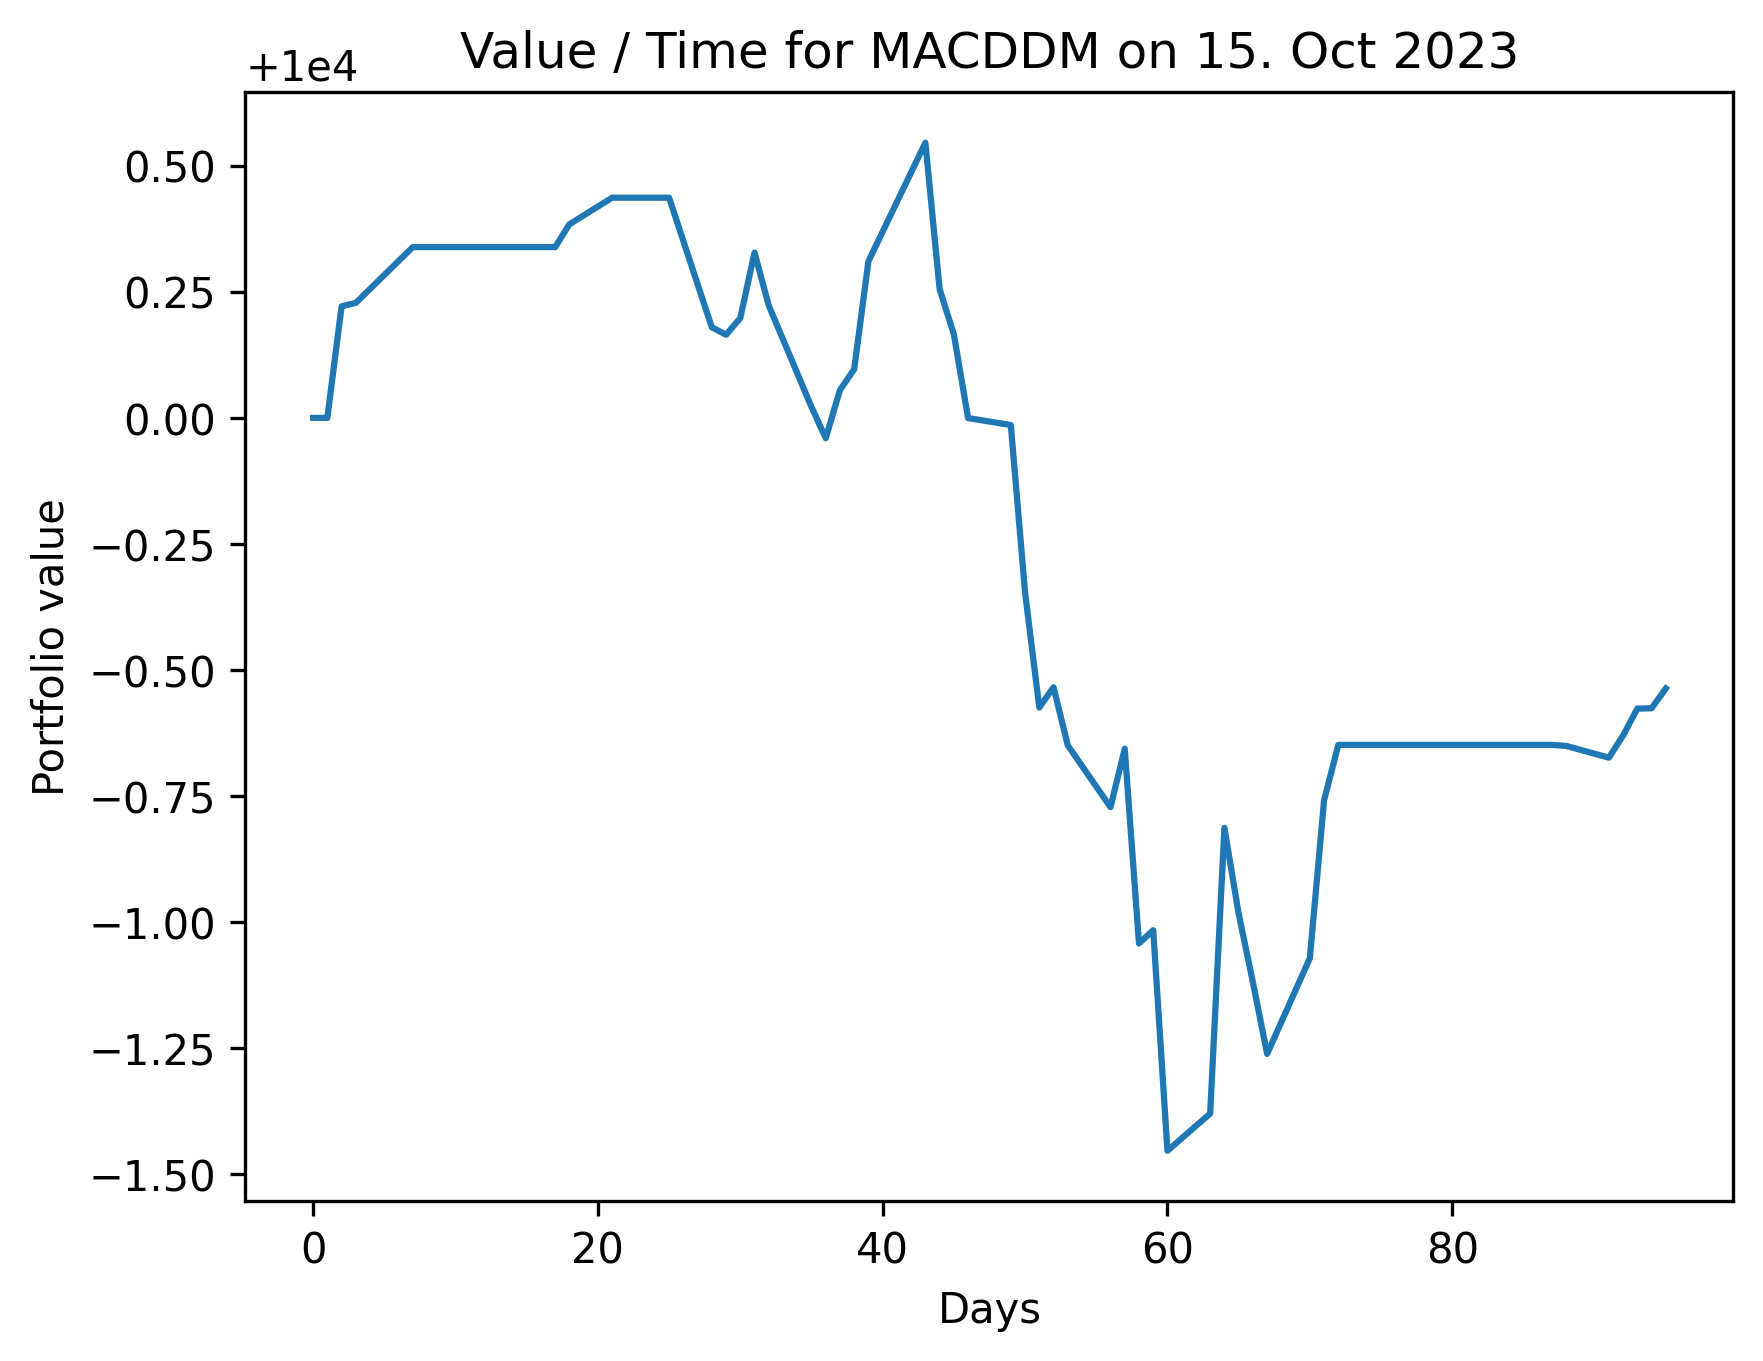 Value / Time for MACDDM on 15. Oct 2023
+1e4
0.50
0.25
0.00
−0.25
−0.50
−0.75
−1.00
−1.25
−1.50
Portfolio value
0 20 40 60 80
Days